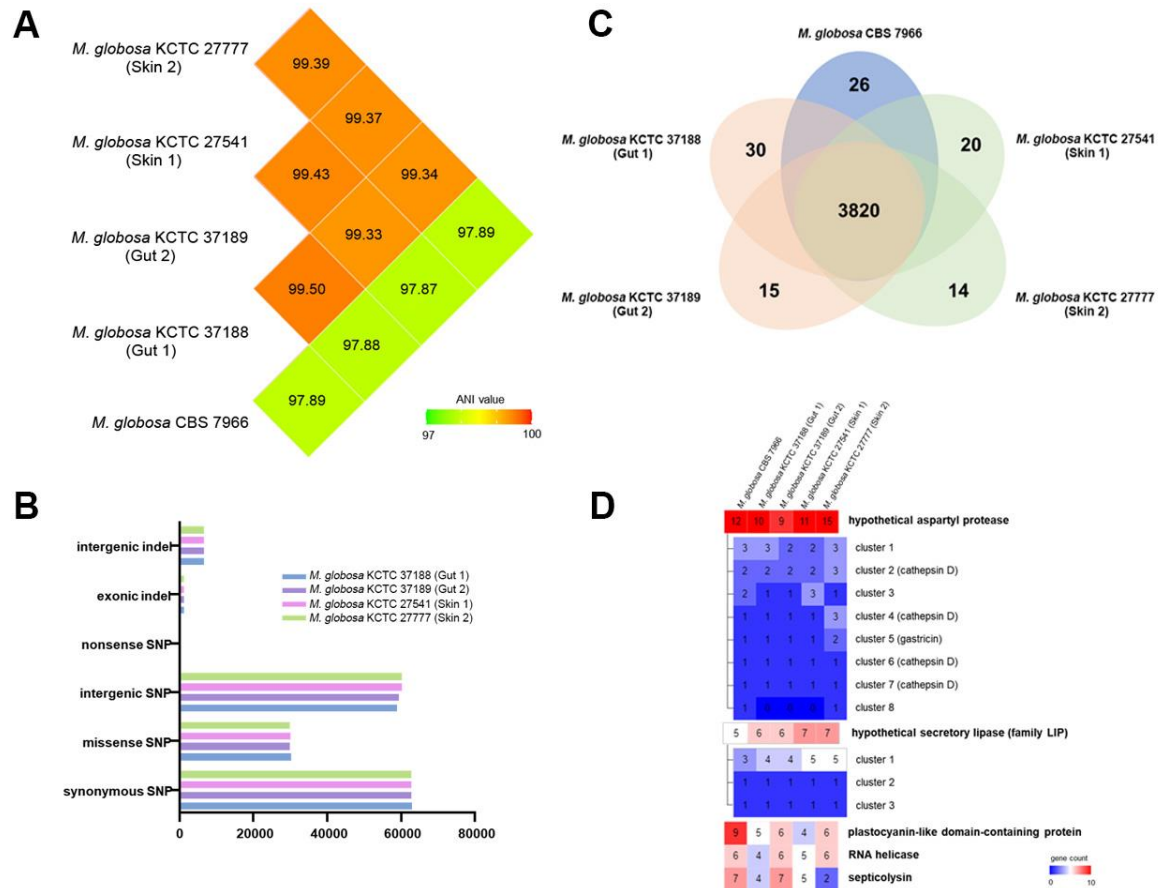 A
M. globosa KCTC 27777
(Skin 2)
M. globosa KCTC 27541
(Skin 1)
M. globosa KCTC 37189
(Gut 2)
M. globosa KCTC 37188
(Gut 1)
M. globosa CBS 7966
99.39
99.37
99.43
99.34
99.33
97.89
99.50
97.87
97.88
97.89
ANI value
97 100
B
intergenic indel
exonic indel
nonsense SNP
intergenic SNP
missense SNP
synonymous SNP
M. globosa KCTC 37188 (Gut 1)
M. globosa KCTC 37189 (Gut 2)
M. globosa KCTC 27541 (Skin 1)
M. globosa KCTC 27777 (Skin 2)
0 20000 40000 60000 80000
C
M. globosa CBS 7966
26
M. globosa KCTC 37188
(Gut 1)
30
20
M. globosa KCTC 27541
(Skin 1)
3820
M. globosa KCTC 37189
(Gut 2)
15
14
M. globosa KCTC 27777
(Skin 2)
D
M. globosa CBS 7966
M. globosa KCTC 37188 (Gut 1)
M. globosa KCTC 37189 (Gut 2)
M. globosa KCTC 27541 (Skin 1)
M. globosa KCTC 27777 (Skin 2)
12 10 9 11 15 hypothetical aspartyl protease
3 3 2 2 3 cluster 1
2 2 2 2 3 cluster 2 (cathepsin D)
2 1 1 3 1 cluster 3
1 1 1 1 3 cluster 4 (cathepsin D)
1 1 1 1 2 cluster 5 (gastricin)
1 1 1 1 1 cluster 6 (cathepsin D)
1 1 1 1 1 cluster 7 (cathepsin D)
1 0 0 0 1 cluster 8
5 6 6 7 7 hypothetical secretory lipase (family LIP)
3 4 4 5 5 cluster 1
1 1 1 1 1 cluster 2
1 1 1 1 1 cluster 3
9 5 6 4 6 plastocyanin-like domain-containing protein
6 4 6 5 6 RNA helicase
7 4 7 5 2 septicolysin
gene count
0 10